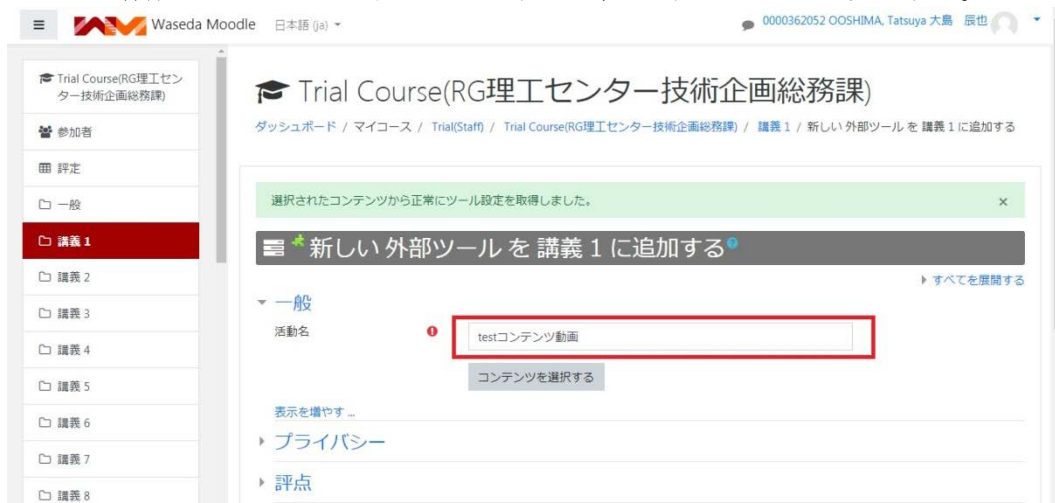 Waseda Moodle 日本語 (ja)
0000362052 OOSHIMA, Tatsuya 大島 辰也
Trial Course(RG理工セン
ター技術企画総務課)
参加者
評定
一般
講義 1
講義 2
講義 3
講義 4
講義 5
講義 6
講義 7
講義 8
Trial Course(RG理工センター技術企画総務課)
ダッシュボード / マイコース / Trial(Staff) / Trial Course(RG理工センター技術企画総務課) / 講義 1 / 新しい 外部ツール を 講義 1 に追加する
選択されたコンテンツから正常にツール設定を取得しました。 ×
新しい 外部ツール を 講義 1 に追加する
すべてを展開する
一般
活動名
testコンテンツ動画
コンテンツを選択する
表示を増やす ...
プライバシー
評点